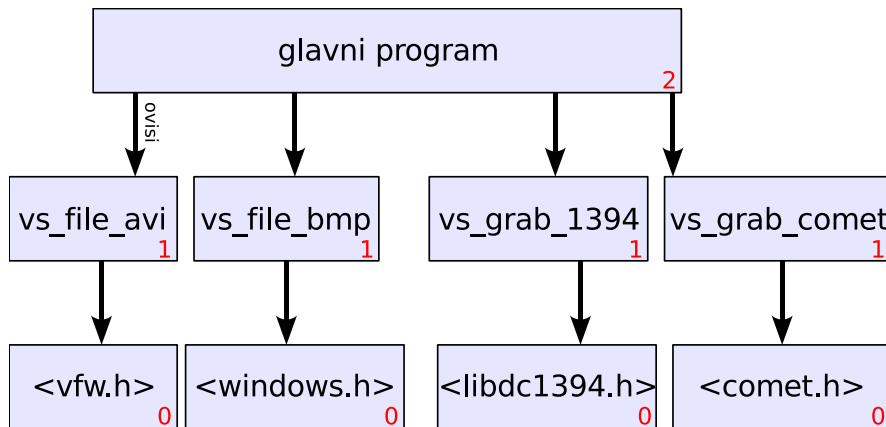 glavni program
2
ovisi
vs_file_avi
1
vs_file_bmp
1
vs_grab_1394
1
vs_grab_comet
1
<vfw.h>
0
<windows.h>
0
<libdc1394.h>
0
<comet.h>
0